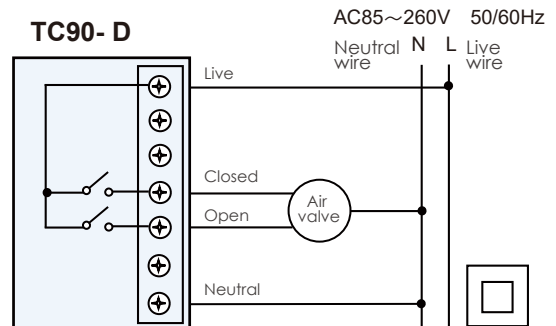 AC85～260V 50/60Hz
TC90- D
Neutral wire N L Live wire
Live
Closed
Air valve
Open
Neutral